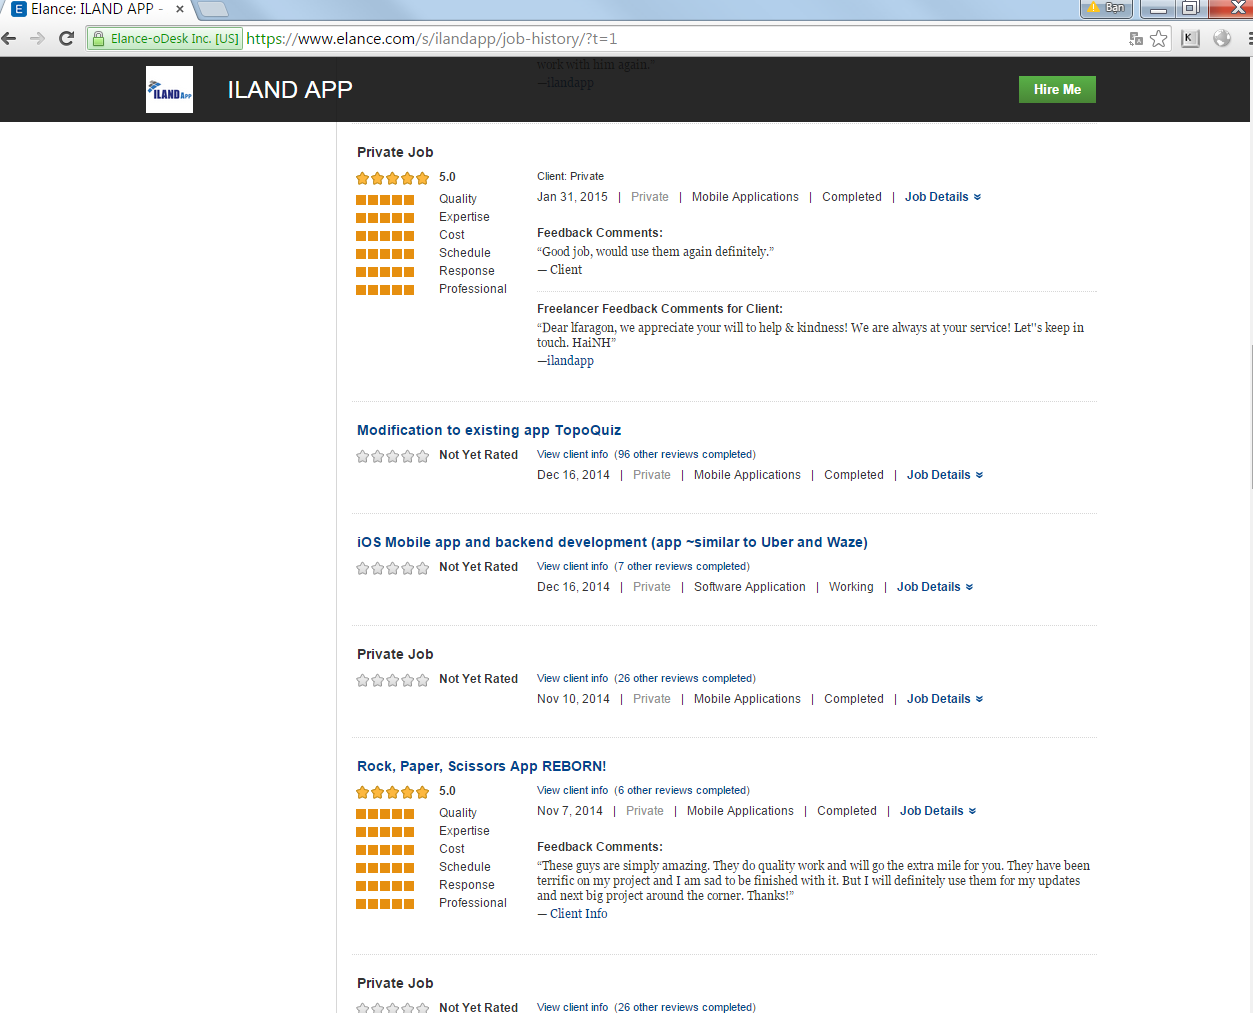 Elance: ILAND APP -
Ban
Elance-oDesk Inc. [US] https://www.elance.com/s/ilandapp/job-history/?t=1
K
work with him again.”
—ilandapp
ILAND APP
ILAND APP
Hire Me
Private Job
5.0
Client: Private
Jan 31, 2015 | Private | Mobile Applications | Completed | Job Details
Quality
Expertise
Cost
Schedule
Response
Professional
Feedback Comments:
“Good job, would use them again definitely.”
— Client
Freelancer Feedback Comments for Client:
“Dear lfaragon, we appreciate your will to help & kindness! We are always at your service! Let''s keep in
touch. HaiNH”
—ilandapp
Modification to existing app TopoQuiz
Not Yet Rated
View client info (96 other reviews completed)
Dec 16, 2014 | Private | Mobile Applications | Completed | Job Details
iOS Mobile app and backend development (app ~similar to Uber and Waze)
Not Yet Rated
View client info (7 other reviews completed)
Dec 16, 2014 | Private | Software Application | Working | Job Details
Private Job
Not Yet Rated
View client info (26 other reviews completed)
Nov 10, 2014 | Private | Mobile Applications | Completed | Job Details
Rock, Paper, Scissors App REBORN!
5.0
View client info (6 other reviews completed)
Nov 7, 2014 | Private | Mobile Applications | Completed | Job Details
Quality
Expertise
Cost
Schedule
Response
Professional
Feedback Comments:
“These guys are simply amazing. They do quality work and will go the extra mile for you. They have been
terrific on my project and I am sad to be finished with it. But I will definitely use them for my updates
and next big project around the corner. Thanks!”
— Client Info
Private Job
Not Yet Rated
View client info (26 other reviews completed)